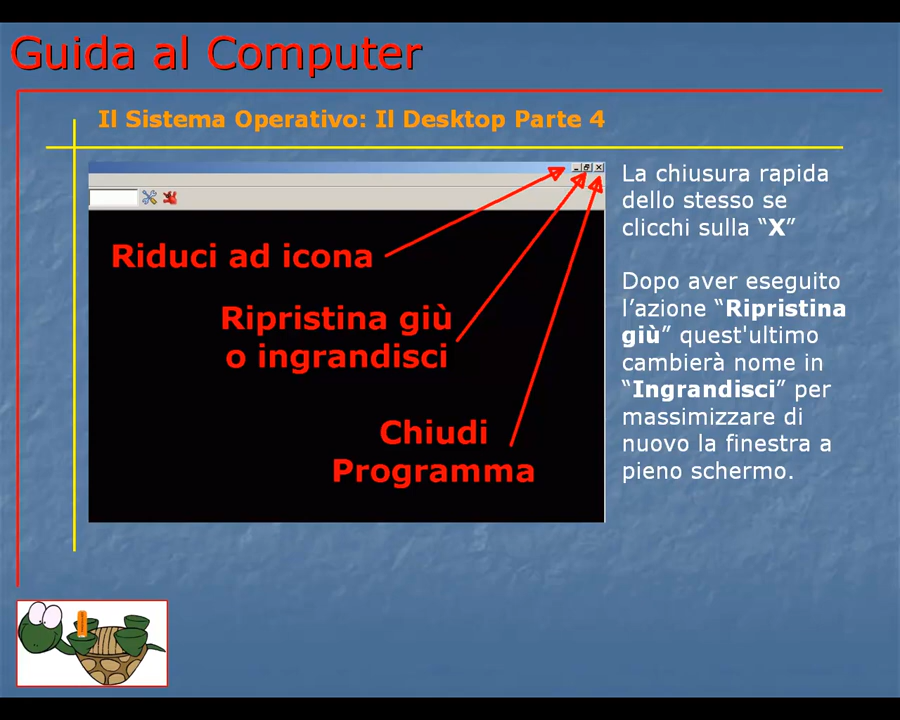 Guida al Computer
Il Sistema Operativo: Il Desktop Parte 4
Riduci ad icona
Ripristina giù
o ingrandisci
Chiudi
Programma
La chiusura rapida
dello stesso se
clicchi sulla “X”
Dopo aver eseguito
l’azione “Ripristina
giù” quest'ultimo
cambierà nome in
“Ingrandisci” per
massimizzare di
nuovo la finestra a
pieno schermo.